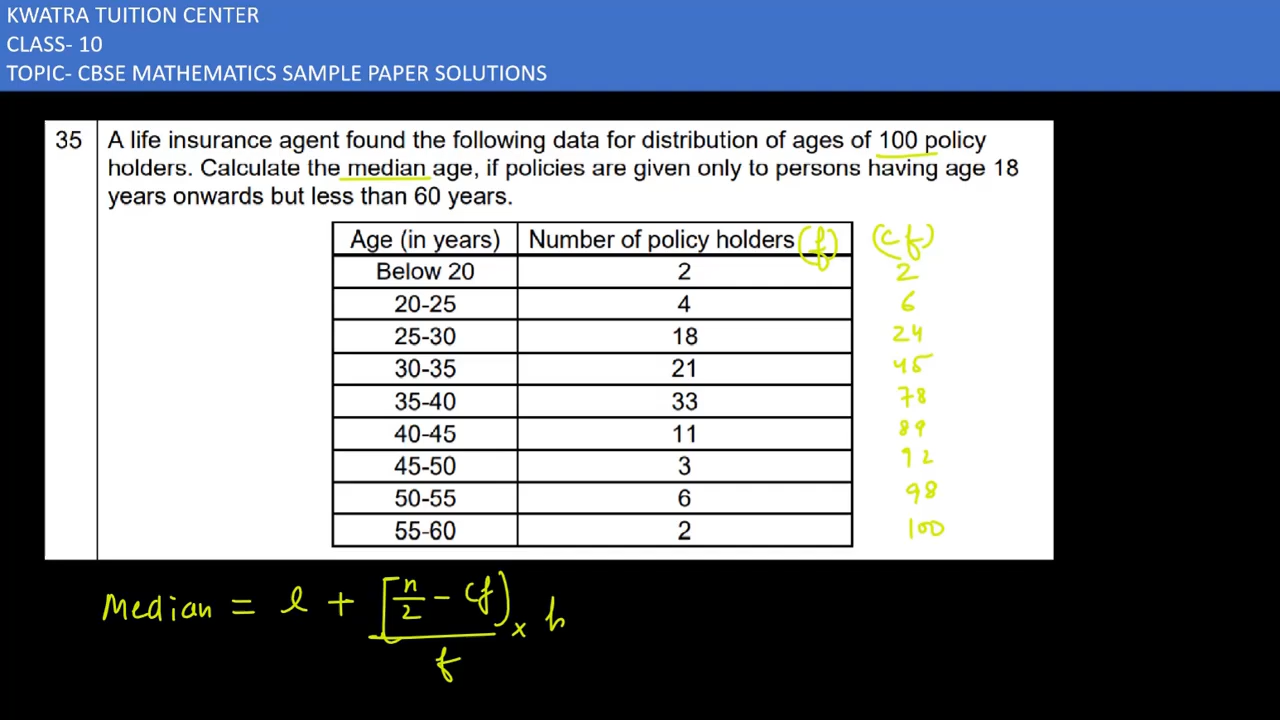 KWATRA TUITION CENTER
CLASS- 10
TOPIC- CBSE MATHEMATICS SAMPLE PAPER SOLUTIONS
35 A life insurance agent found the following data for distribution of ages of 100 policy
holders. Calculate the median age, if policies are given only to persons having age 18
years onwards but less than 60 years.
Age (in years) Number of policy holders (f) (cf)
Below 20 2 2
20-25 4 6
25-30 18 24
30-35 21 45
35-40 33 78
40-45 11 89
45-50 3 92
50-55 6 98
55-60 2 100
Median = l + [n/2 - cf) x h
f